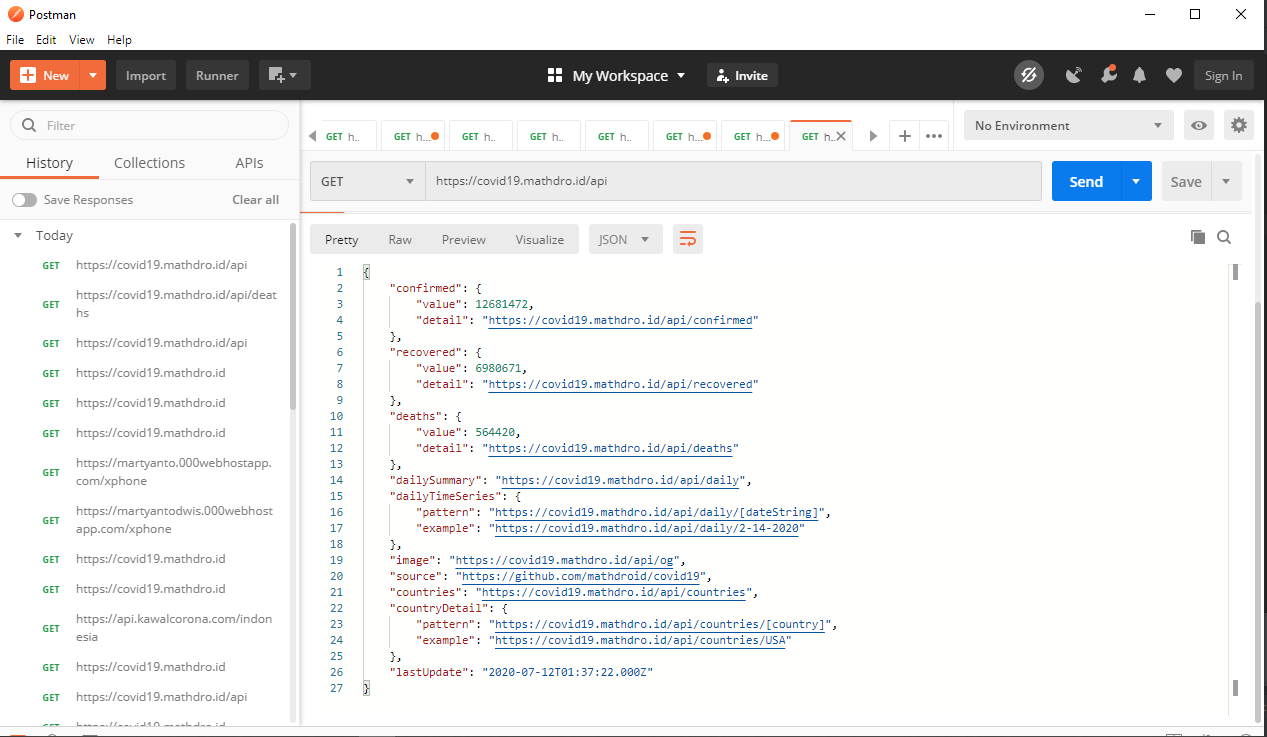 Postman
File Edit View Help
New Import Runner My Workspace Invite Sign In
Filter
History Collections APIs
Save Responses Clear all
Today
GET https://covid19.mathdro.id/api
GET https://covid19.mathdro.id/api/deat
hs
GET https://covid19.mathdro.id/api
GET https://covid19.mathdro.id
GET https://covid19.mathdro.id
GET https://covid19.mathdro.id
GET https://martyanto.000webhostapp.
com/xphone
GET https://martyantodwis.000webhost
app.com/xphone
GET https://covid19.mathdro.id
GET https://covid19.mathdro.id
GET https://api.kawalcorona.com/indon
esia
GET https://covid19.mathdro.id
GET https://covid19.mathdro.id/api
GET https://covid19.mathdro.id
GET h.. GET h... GET h.. GET h.. GET h.. GET h... GET h... GET h.. No Environment
GET https://covid19.mathdro.id/api Send Save
Pretty Raw Preview Visualize JSON
1 {
2 "confirmed": {
3 "value": 12681472,
4 "detail": "https://covid19.mathdro.id/api/confirmed"
5 },
6 "recovered": {
7 "value": 6980671,
8 "detail": "https://covid19.mathdro.id/api/recovered"
9 },
10 "deaths": {
11 "value": 564420,
12 "detail": "https://covid19.mathdro.id/api/deaths"
13 },
14 "dailySummary": "https://covid19.mathdro.id/api/daily",
15 "dailyTimeSeries": {
16 "pattern": "https://covid19.mathdro.id/api/daily/[dateString]",
17 "example": "https://covid19.mathdro.id/api/daily/2-14-2020"
18 },
19 "image": "https://covid19.mathdro.id/api/og",
20 "source": "https://github.com/mathdroid/covid19",
21 "countries": "https://covid19.mathdro.id/api/countries",
22 "countryDetail": {
23 "pattern": "https://covid19.mathdro.id/api/countries/[country]",
24 "example": "https://covid19.mathdro.id/api/countries/USA"
25 },
26 "lastUpdate": "2020-07-12T01:37:22.000Z"
27 }